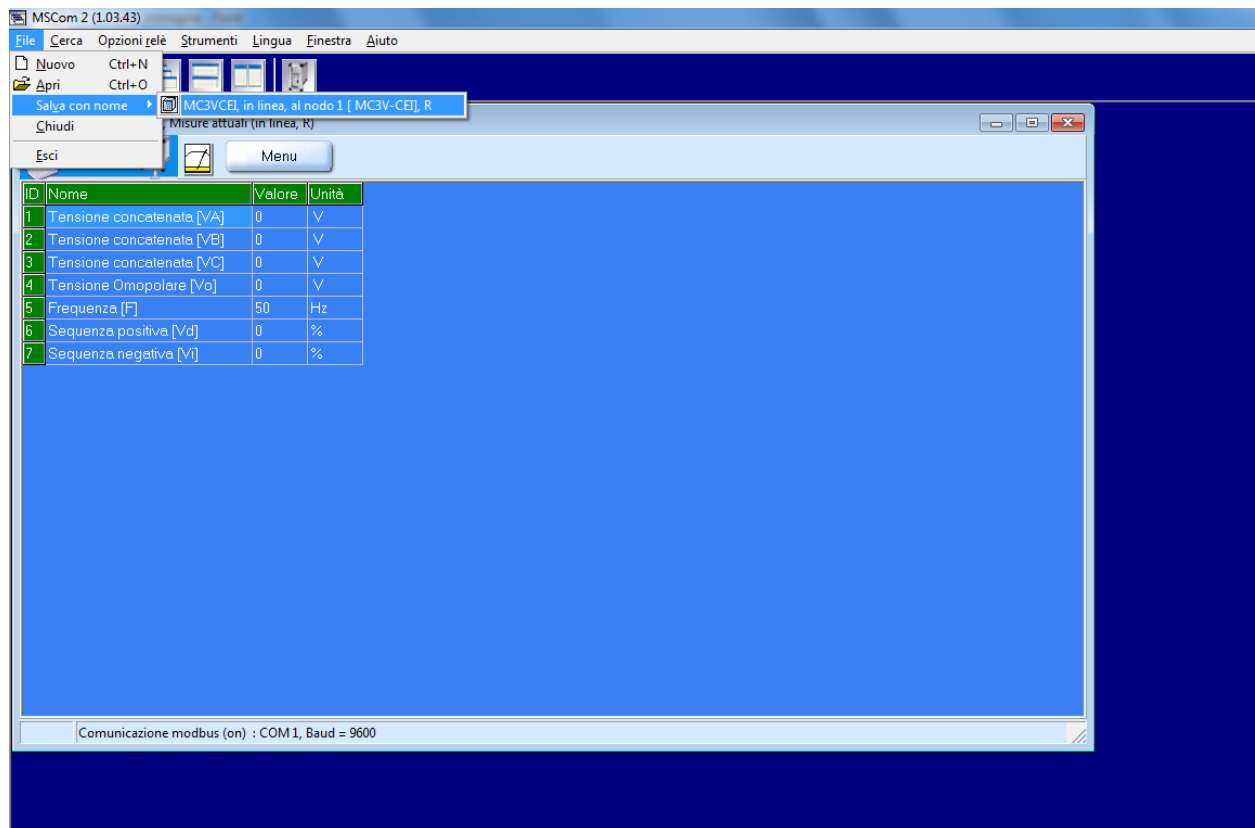 MSCom 2 (1.03.43)
File Cerca Opzioni relè Strumenti Lingua Finestra Aiuto
Nuovo Ctrl+N
Apri Ctrl+O
Salva con nome
MC3VCEI, in linea, al nodo 1 [ MC3V-CEI], R
Chiudi
Esci
Misure attuali (in linea, R)
Menu
ID Nome Valore Unità
1 Tensione concatenata [VA] 0 V
2 Tensione concatenata [VB] 0 V
3 Tensione concatenata [VC] 0 V
4 Tensione Omopolare [Vo] 0 V
5 Frequenza [F] 50 Hz
6 Sequenza positiva [Vd] 0 %
7 Sequenza negativa [Vi] 0 %
Comunicazione modbus (on) : COM 1, Baud = 9600